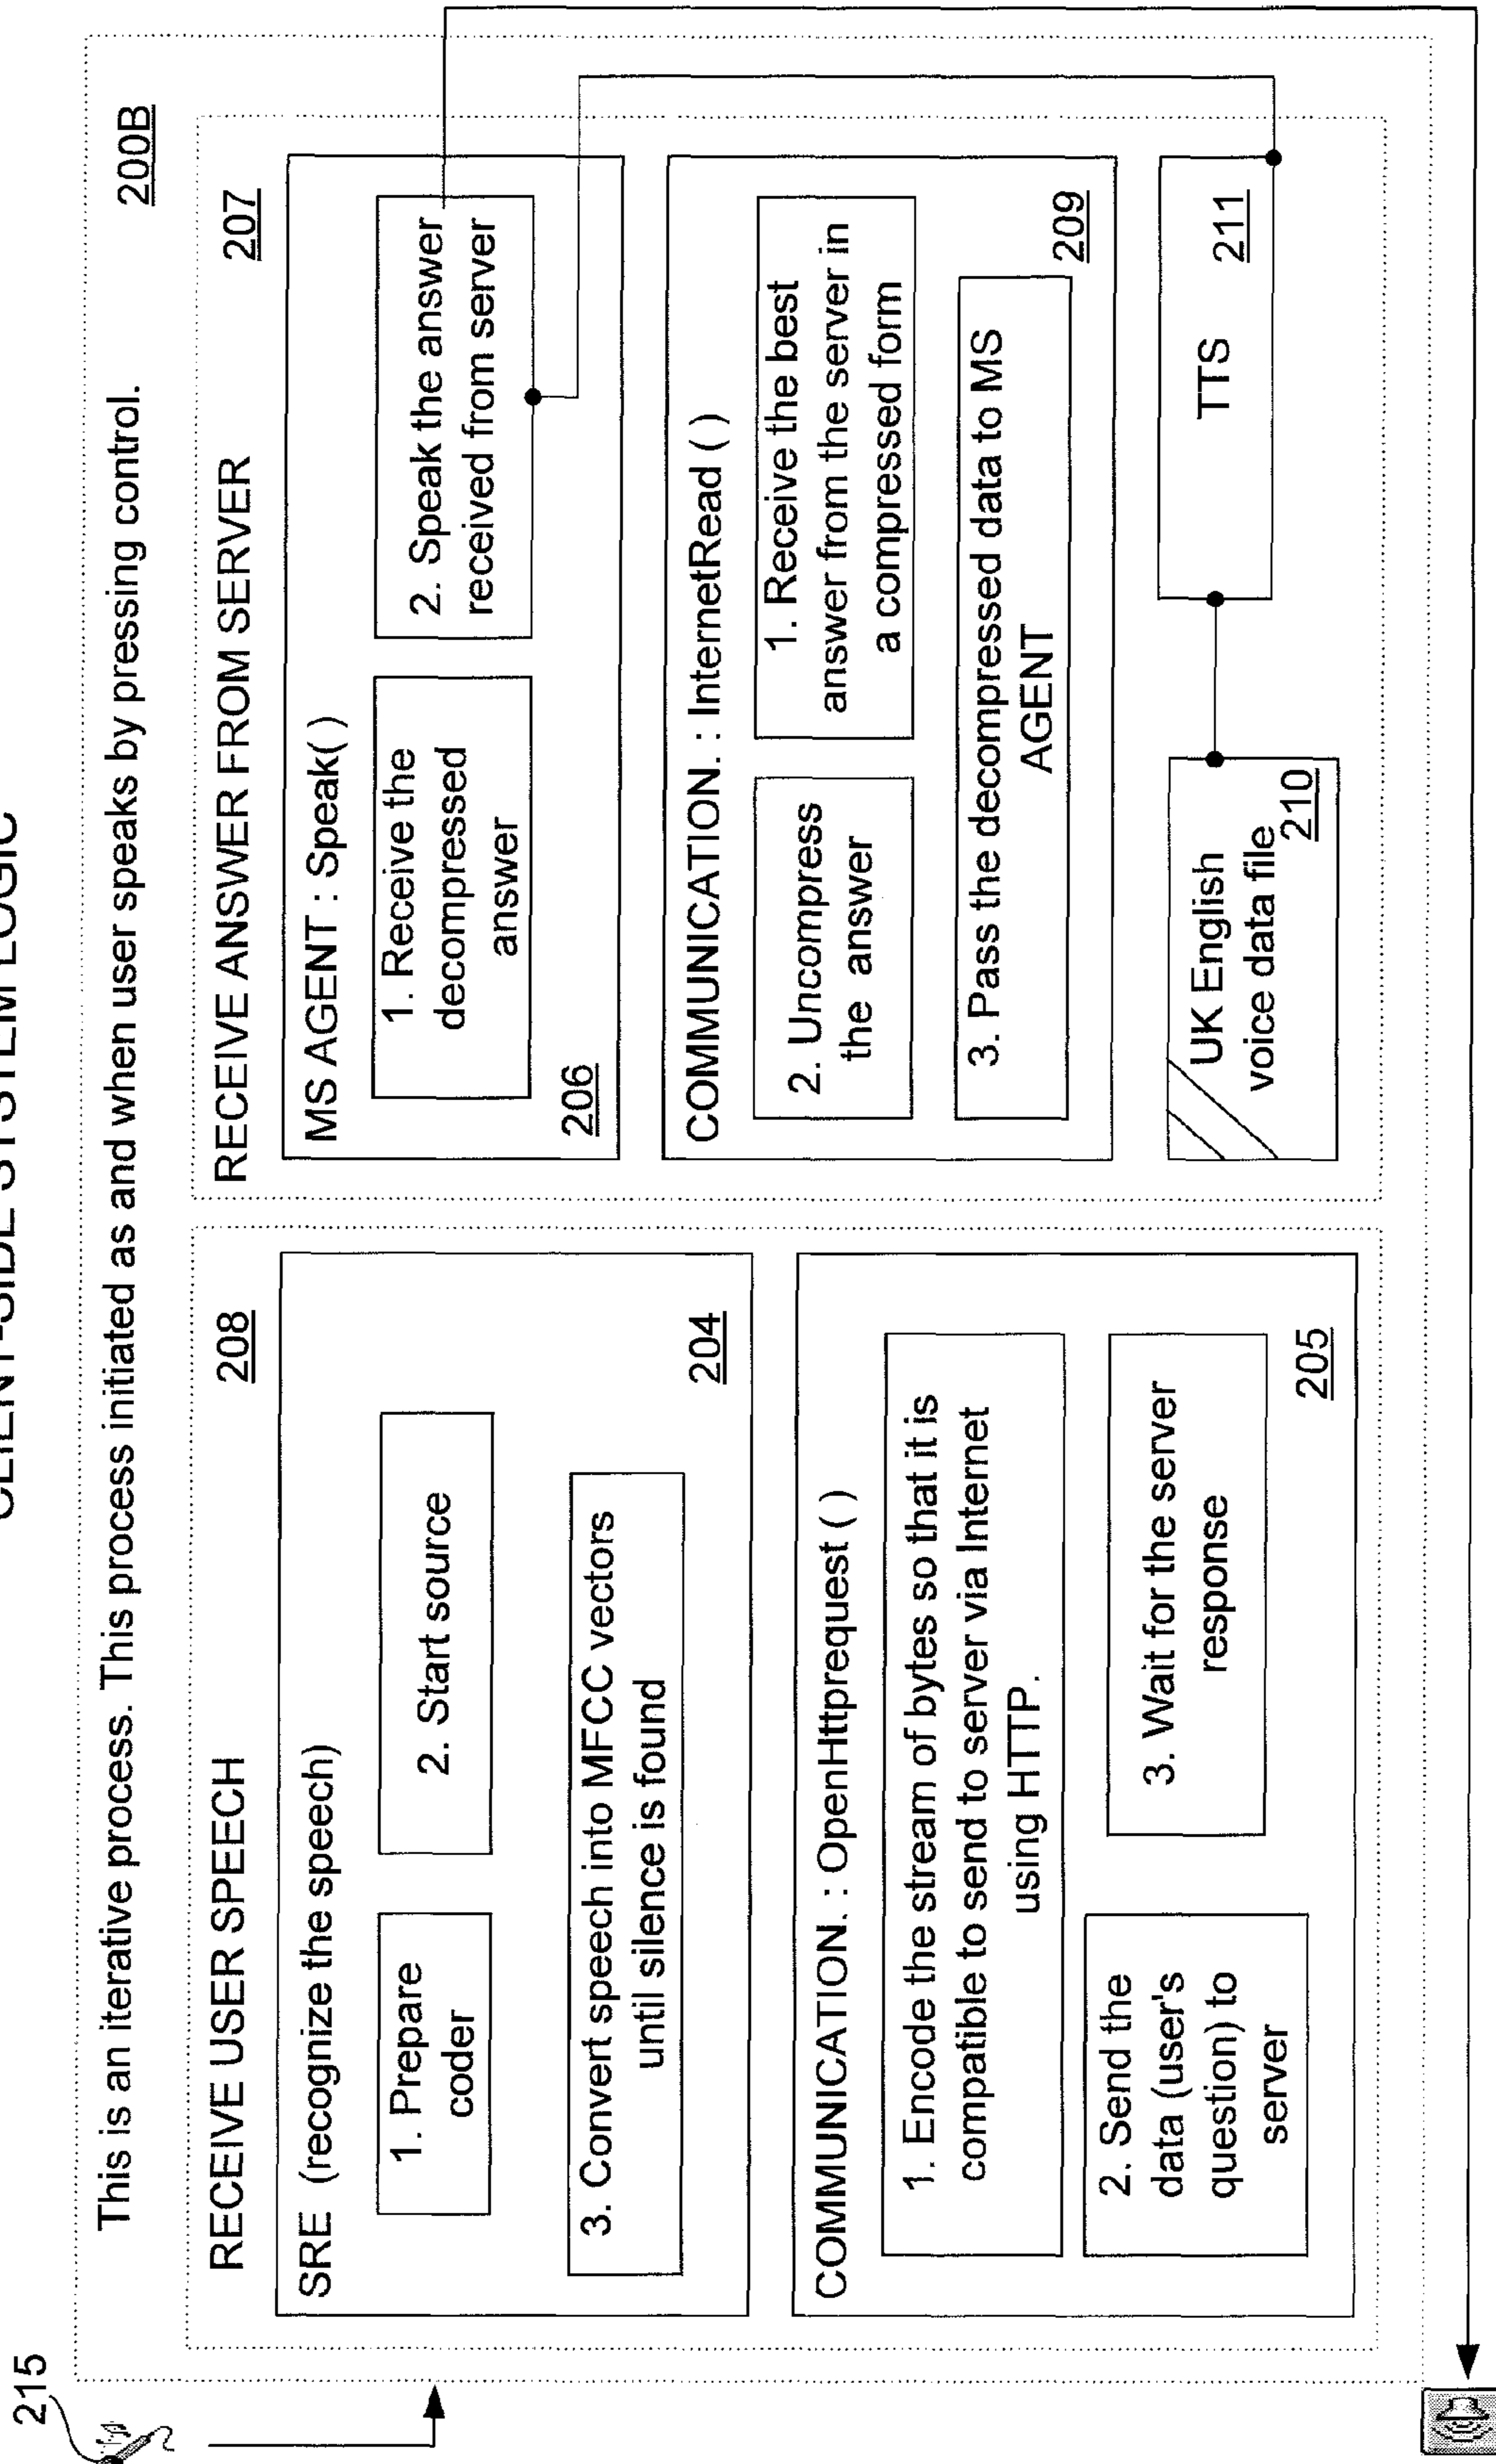 CLIENT-SIDE SYSTEM LOGIC
215
This is an iterative process. This process initiated as and when user speaks by pressing control.
200B
RECEIVE USER SPEECH
208
SRE (recognize the speech)
1. Prepare
coder
2. Start source
3. Convert speech into MFCC vectors
until silence is found
204
COMMUNICATION. : OpenHttprequest ( )
1. Encode the stream of bytes so that it is
compatible to send to server via Internet
using HTTP.
2. Send the
data (user's
question) to
server
3. Wait for the server
response
205
RECEIVE ANSWER FROM SERVER
207
MS AGENT : Speak( )
1. Receive the
decompressed
answer
2. Speak the answer
received from server
206
COMMUNICATION. : InternetRead ( )
2. Uncompress
the answer
1. Receive the best
answer from the server in
a compressed form
3. Pass the decompressed data to MS
AGENT
209
UK English
voice data file
210
TTS
211